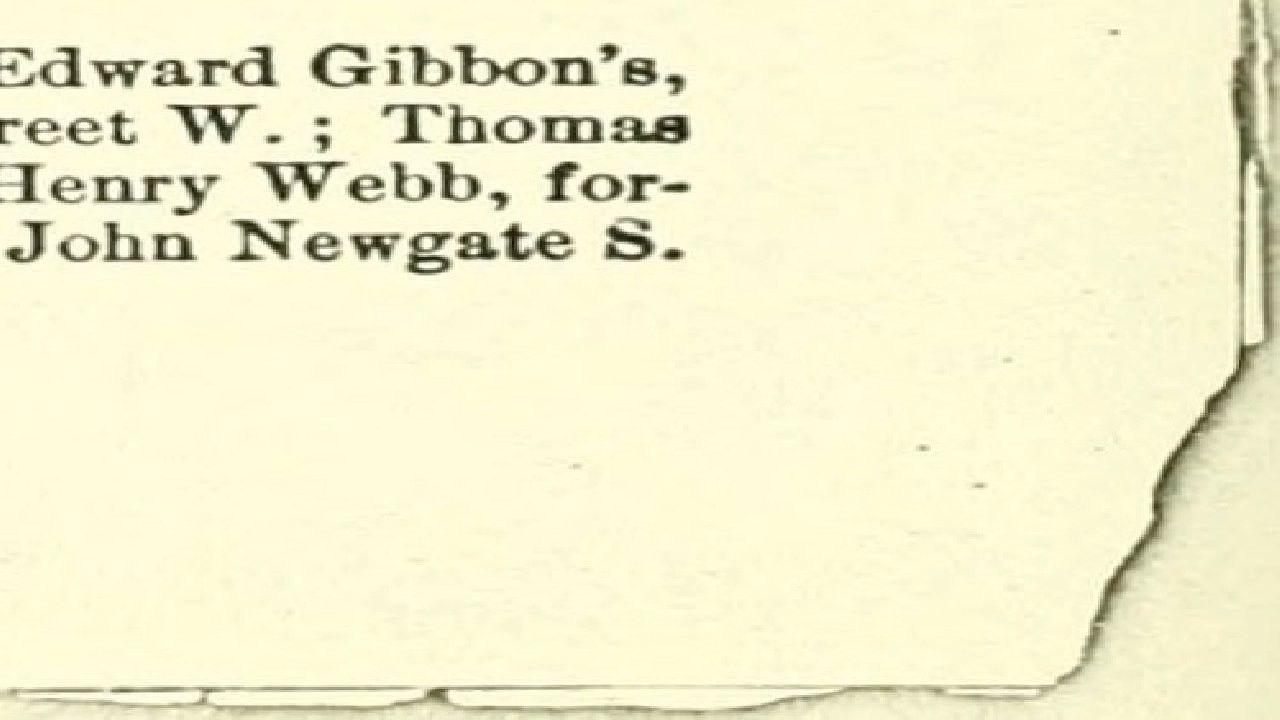 Edward Gibbon's,
reet W. ; Thomas
Henry Webb, for-
John Newgate S.